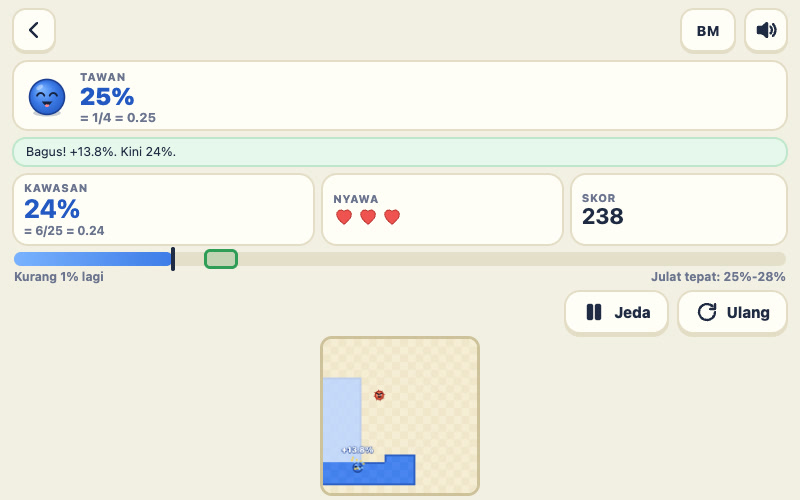 BM
TAWAN
25%
= 1/4 = 0.25
Bagus! +13.8%. Kini 24%.
KAWASAN
24%
= 6/25 = 0.24
NYAWA
SKOR
238
Kurang 1% lagi
Julat tepat: 25%-28%
Jeda
Ulang
+13.8%